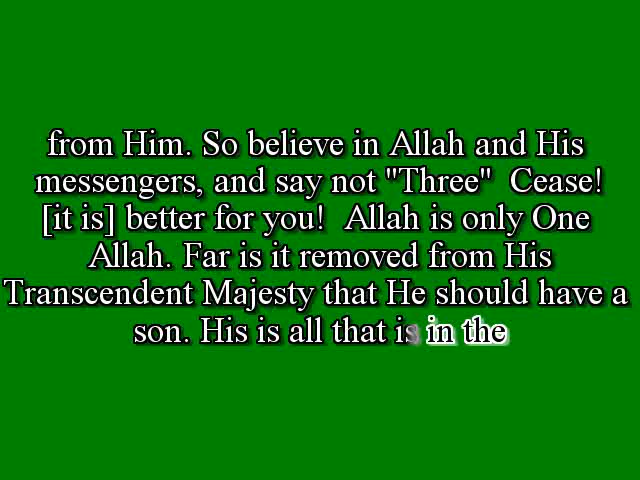 from Him. So believe in Allah and His
messengers, and say not "Three"  Cease!
[it is] better for you!  Allah is only One
Allah. Far is it removed from His
Transcendent Majesty that He should have a
son. His is all that is in the